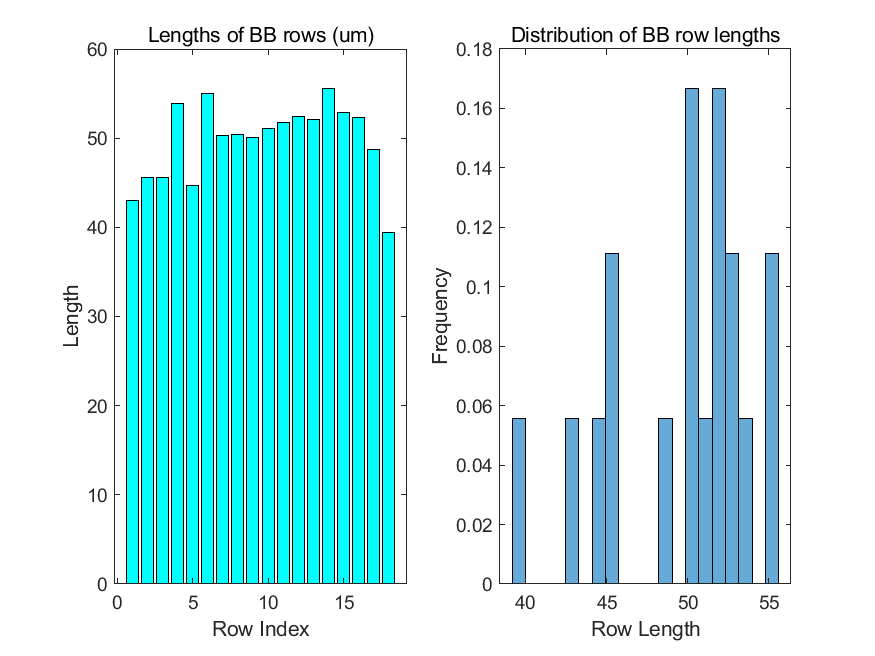 Lengths of BB rows (um)
60
50
40
30
20
10
0
Length
0 5 10 15
Row Index
Distribution of BB row lengths
0.18
0.16
0.14
0.12
0.1
0.08
0.06
0.04
0.02
0
Frequency
40 45 50 55
Row Length